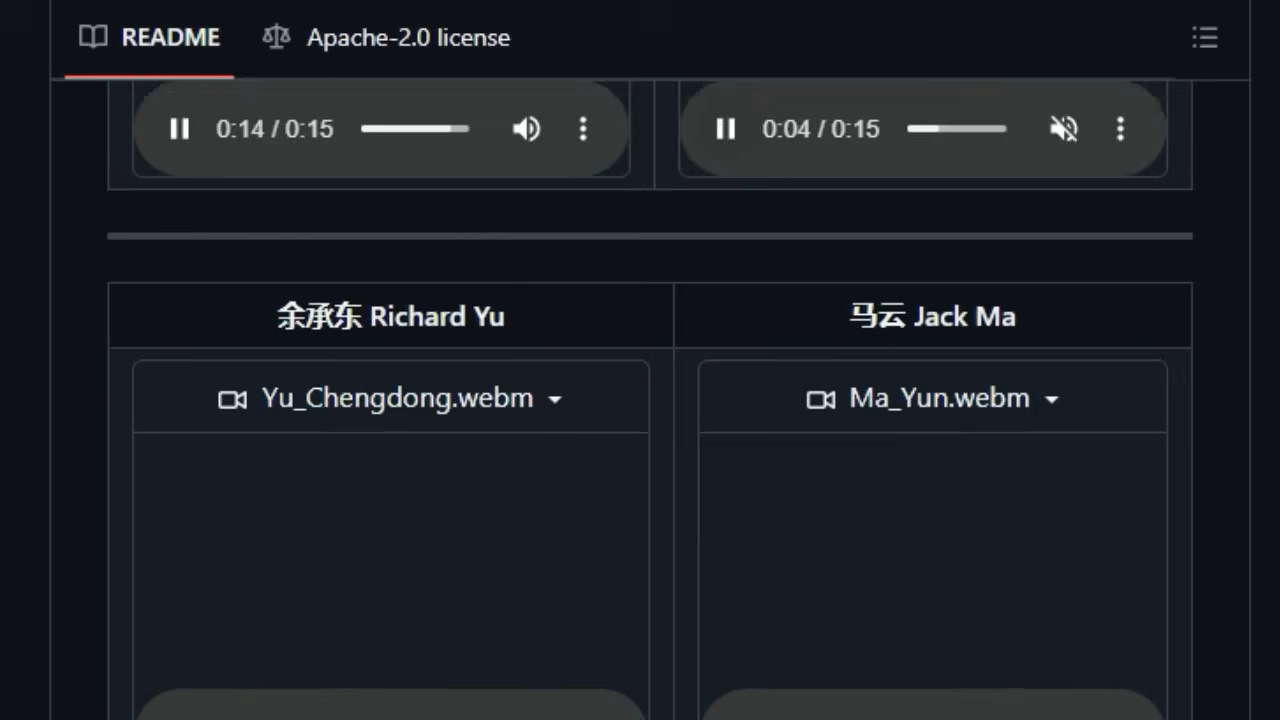 README Apache-2.0 license
0:14 / 0:15 0:04 / 0:15
余承东 Richard Yu 马云 Jack Ma
Yu_Chengdong.webm Ma_Yun.webm